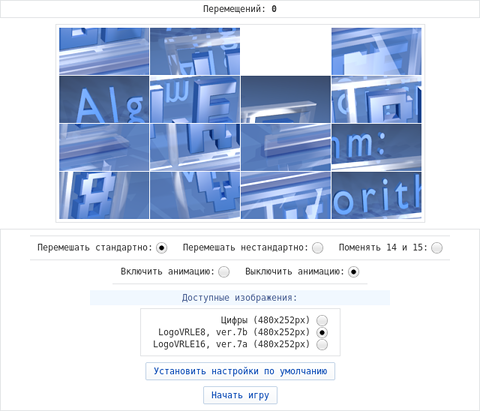 Перемещений: 0
Alg
hm:
orith
Перемешать стандартно:
Перемешать нестандартно:
Поменять 14 и 15:
Включить анимацию:
Выключить анимацию:
Доступные изображения:
Цифры (480x252px)
LogoVRLE8, ver.7b (480x252px)
LogoVRLE16, ver.7a (480x252px)
Установить настройки по умолчанию
Начать игру